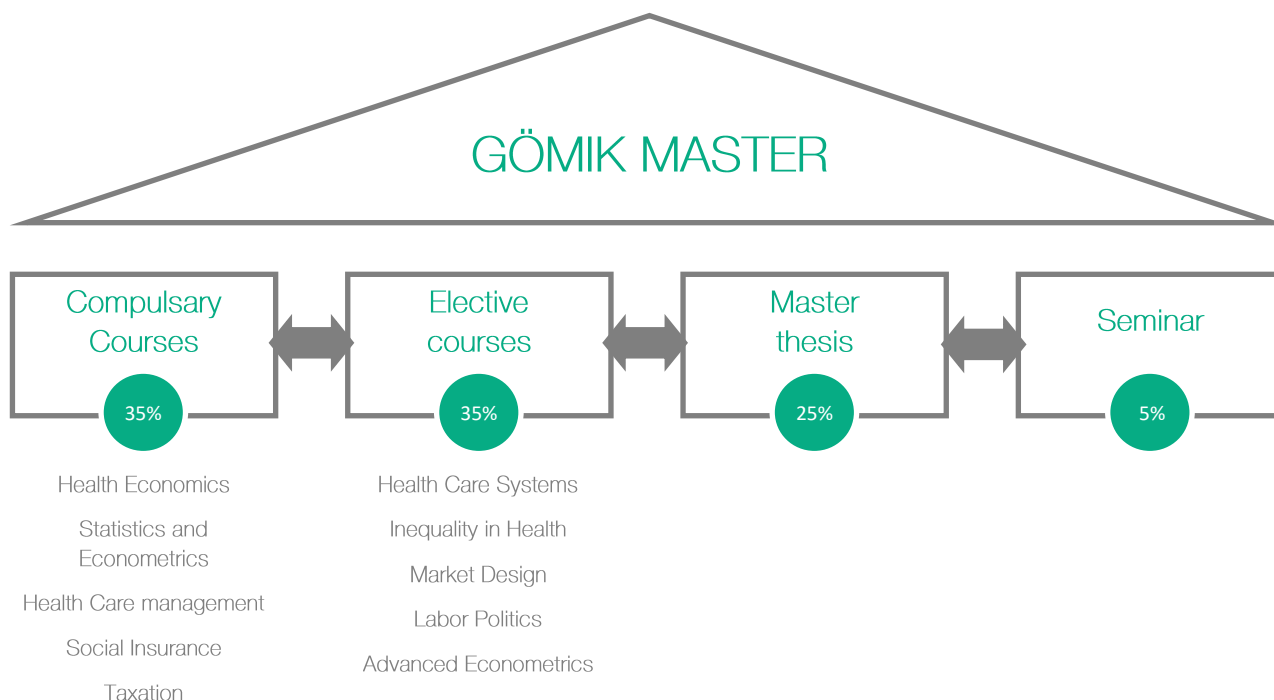 GÖMIK MASTER
Compulsary
Courses
35%
Health Economics
Statistics and
Econometrics
Health Care management
Social Insurance
Taxation
Elective
courses
35%
Health Care Systems
Inequality in Health
Market Design
Labor Politics
Advanced Econometrics
Master
thesis
25%
Seminar
5%